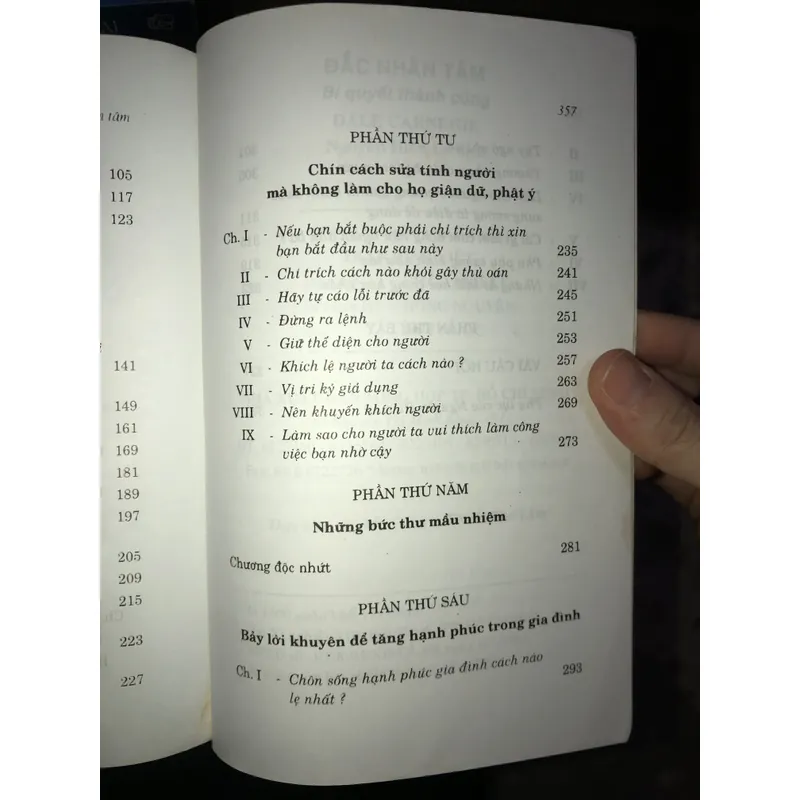 n tâm
105
117
123
141
149
161
169
181
189
197
205
209
215
223
227
357
PHẦN THỨ TƯ
Chín cách sửa tính người
mà không làm cho họ giận dữ, phật ý
Ch. I - Nếu bạn bắt buộc phải chỉ trích thì xin
bạn bắt đầu như sau này 235
II - Chỉ trích cách nào khỏi gây thù oán 241
III - Hãy tự cáo lỗi trước đã 245
IV - Đừng ra lệnh 251
V - Giữ thể diện cho người 253
VI - Khích lệ người ta cách nào ? 257
VII - Vị tri kỷ giả dụng 263
VIII - Nên khuyến khích người 269
IX - Làm sao cho người ta vui thích làm công
việc bạn nhờ cậy 273
PHẦN THỨ NĂM
Những bức thư mầu nhiệm
Chương độc nhứt 281
PHẦN THỨ SÁU
Bảy lời khuyên để tăng hạnh phúc trong gia đình
Ch. I - Chôn sống hạnh phúc gia đình cách nào 293
lẹ nhất ?